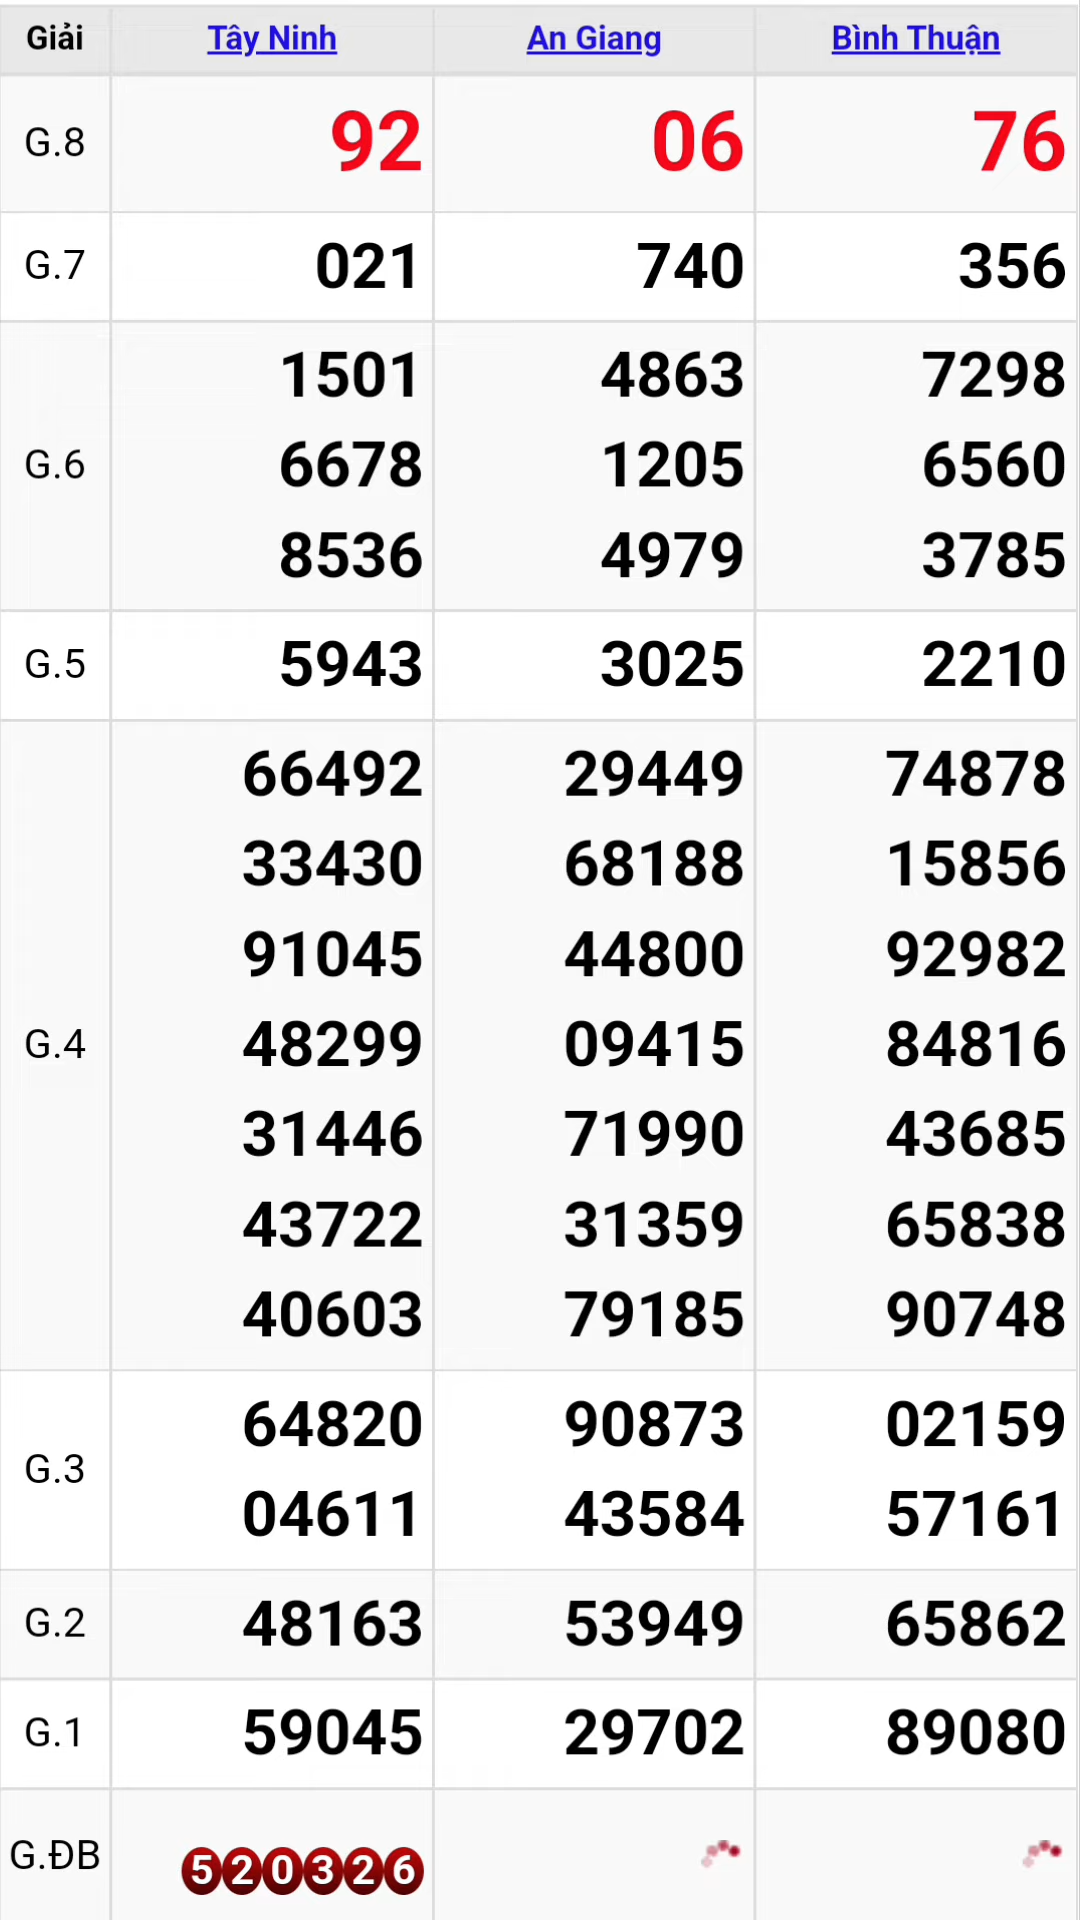 Giải Tây Ninh An Giang Bình Thuận
G.8 92 06 76
G.7 021 740 356
1501 4863 7298
G.6 6678 1205 6560
8536 4979 3785
G.5 5943 3025 2210
66492 29449 74878
33430 68188 15856
91045 44800 92982
G.4 48299 09415 84816
31446 71990 43685
43722 31359 65838
40603 79185 90748
G.3 64820 90873 02159
04611 43584 57161
G.2 48163 53949 65862
G.1 59045 29702 89080
G.ĐB 520326